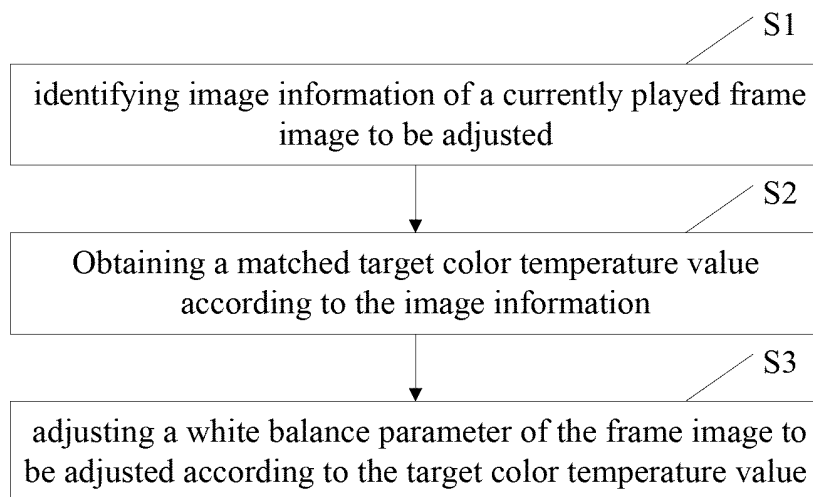 S1
identifying image information of a currently played frame
image to be adjusted
S2
Obtaining a matched target color temperature value
according to the image information
S3
adjusting a white balance parameter of the frame image to
be adjusted according to the target color temperature value